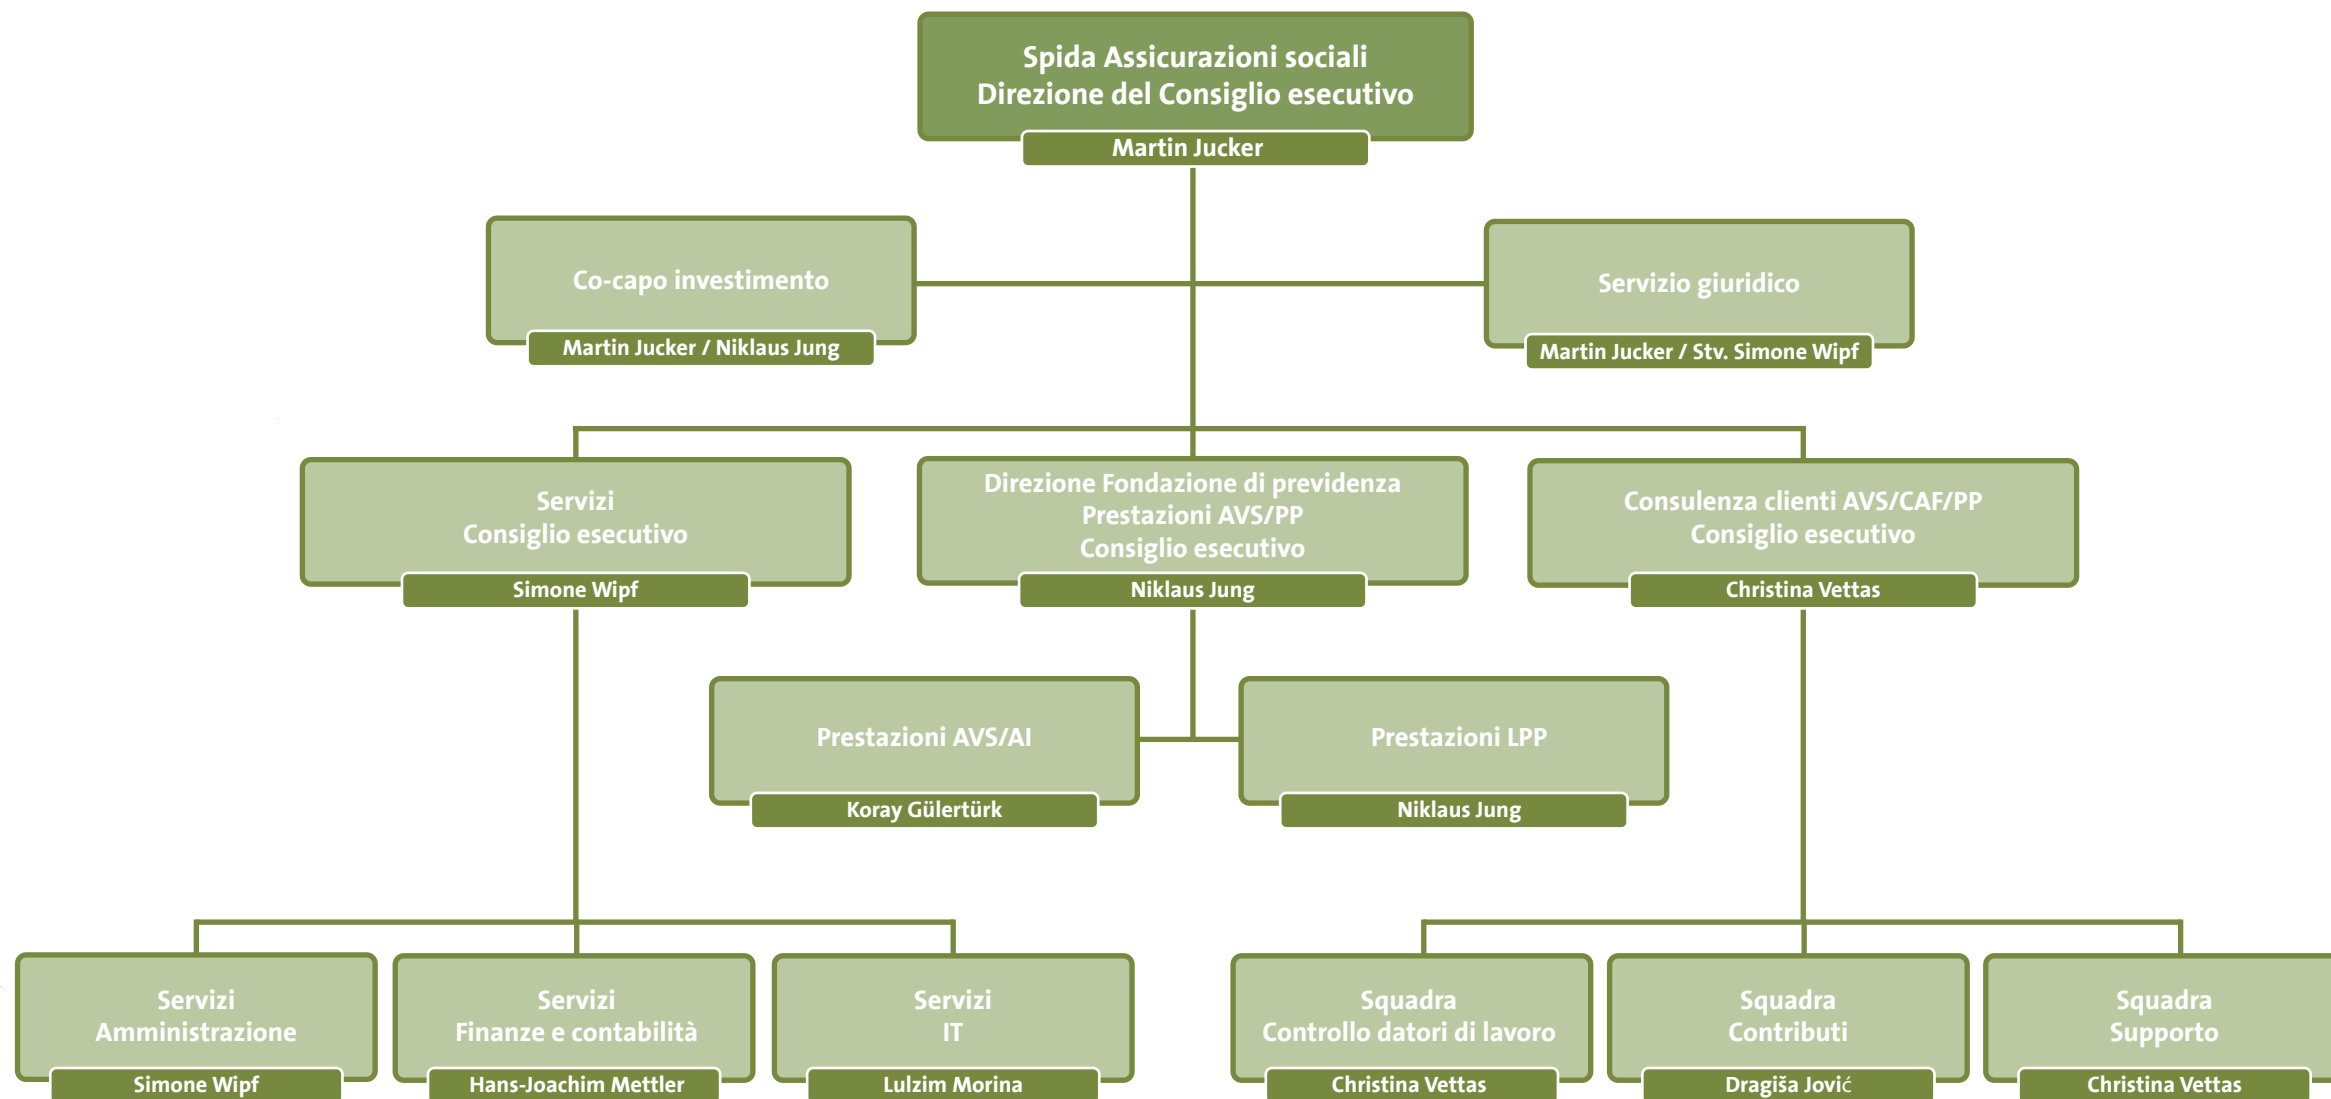 Spida Assicurazioni sociali
Direzione del Consiglio esecutivo
Martin Jucker
Co-capo investimento
Martin Jucker / Niklaus Jung
Servizio giuridico
Martin Jucker / Stv. Simone Wipf
Servizi
Consiglio esecutivo
Simone Wipf
Direzione Fondazione di previdenza
Prestazioni AVS/PP
Consiglio esecutivo
Niklaus Jung
Consulenza clienti AVS/CAF/PP
Consiglio esecutivo
Christina Vettas
Prestazioni AVS/AI
Koray Gülertürk
Prestazioni LPP
Niklaus Jung
Servizi
Amministrazione
Simone Wipf
Servizi
Finanze e contabilità
Hans-Joachim Mettler
Servizi
IT
Lulzim Morina
Squadra
Controllo datori di lavoro
Christina Vettas
Squadra
Contributi
Dragiša Jović
Squadra
Supporto
Christina Vettas